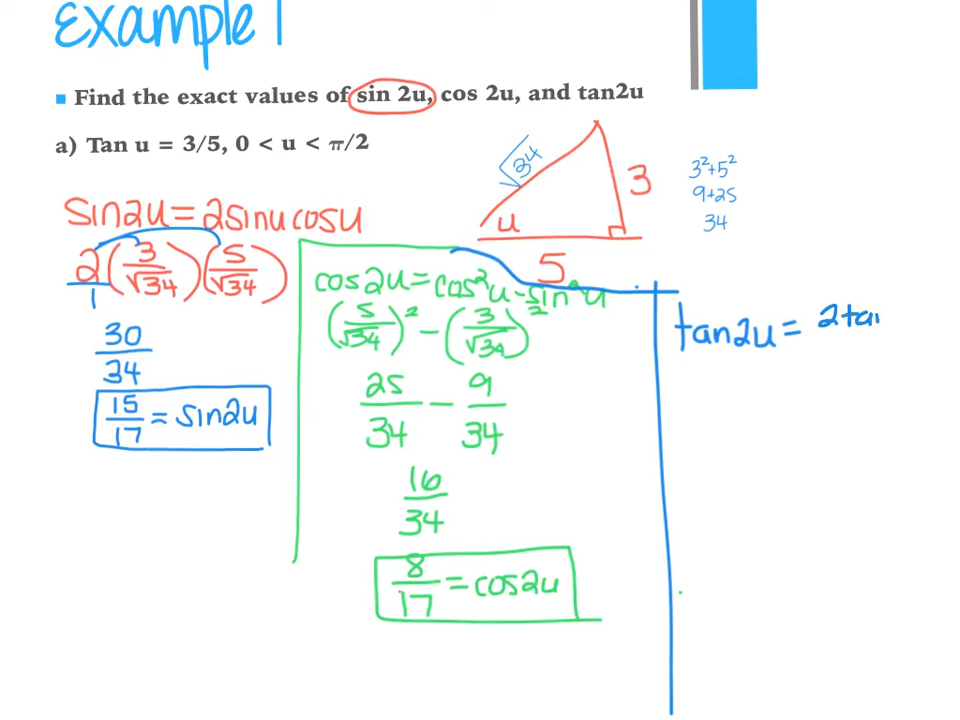 Example 1
▪ Find the exact values of sin 2u, cos 2u, and tan2u
a) Tan u = 3/5, 0 < u < π/2
√34
3
u
5
3²+5²
9+25
34
sin2u = 2sinu cosu
2(3/√34)(5/√34)
1
30/34
15/17 = sin2u
cos2u = cos²u - sin²u
(5/√34)² - (3/√34)²
25/34 - 9/34
16/34
8/17 = cos2u
tan2u = 2tan